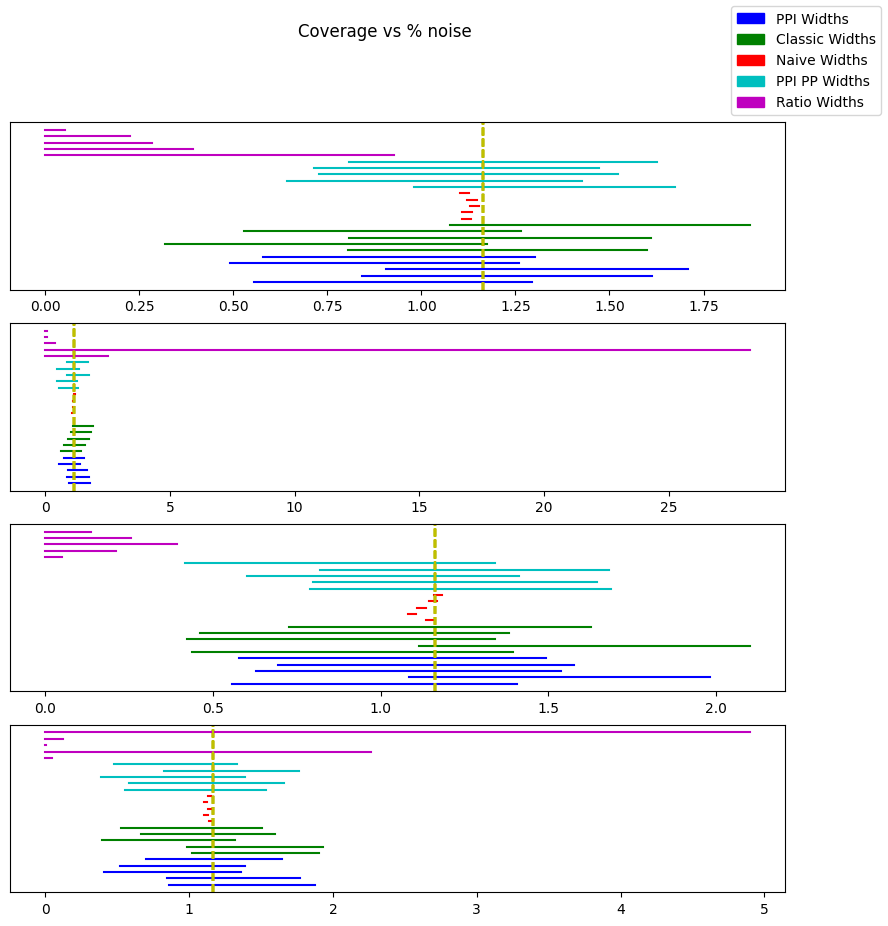 Coverage vs % noise
PPI Widths
Classic Widths
Naive Widths
PPI PP Widths
Ratio Widths
0.00 0.25 0.50 0.75 1.00 1.25 1.50 1.75
0 5 10 15 20 25
0.0 0.5 1.0 1.5 2.0
0 1 2 3 4 5